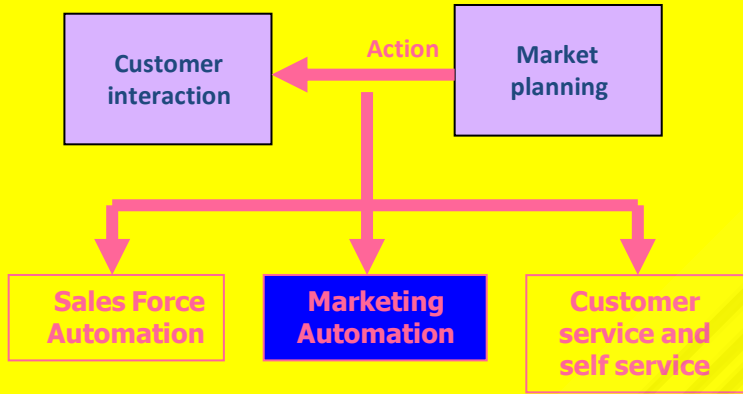 Customer
interaction
Action
Market
planning
Sales Force
Automation
Marketing
Automation
Customer
service and
self service